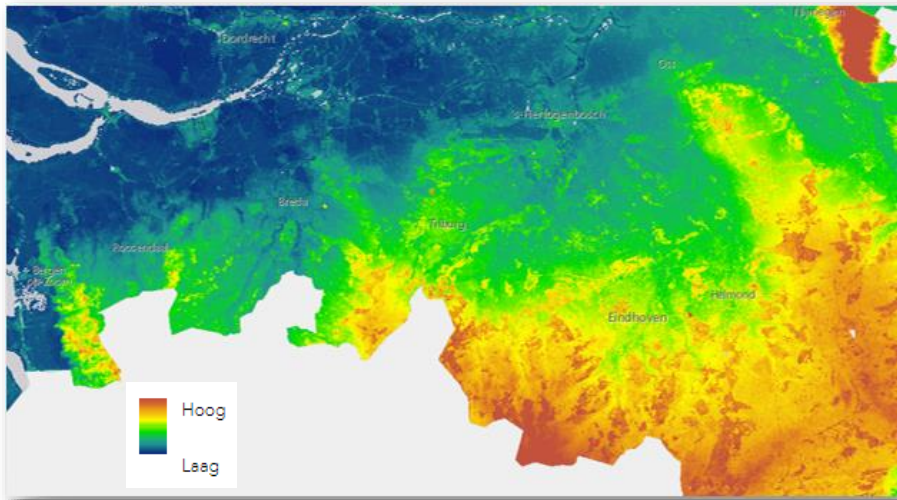 Nijmegen
Dordrecht
Oss
's-Hertogenbosch
Breda
Tilburg
Roosendaal
Bergen
op Zoom
Helmond
Eindhoven
Hoog
Laag